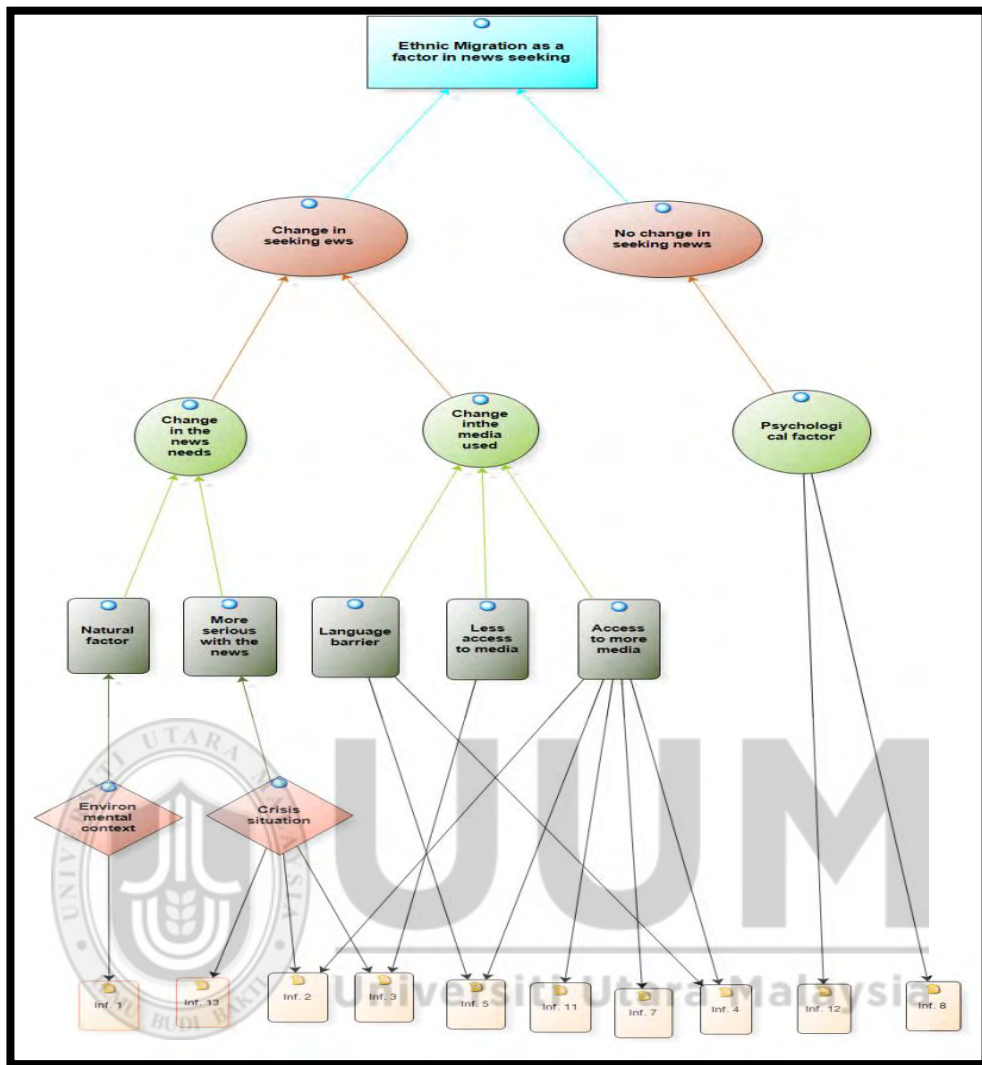 Ethnic Migration as a
factor in news seeking
Change in
seeking ews
No change in
seeking news
Change
in the
news
needs
Change
inthe
media
used
Psychologi
cal factor
Natural
factor
More
serious
with the
news
Language
barrier
Less
access
to media
Access
to more
media
Environ
mental
context
Crisis
situation
UNIVERSITI UTARA MALAYSIA
UUM
Universiti Utara Malaysia
BUDI BAKTI
Inf. 1
Inf. 13
Inf. 2
Inf. 3
Inf. 5
Inf. 11
Inf. 7
Inf. 4
Inf. 12
Inf. 8